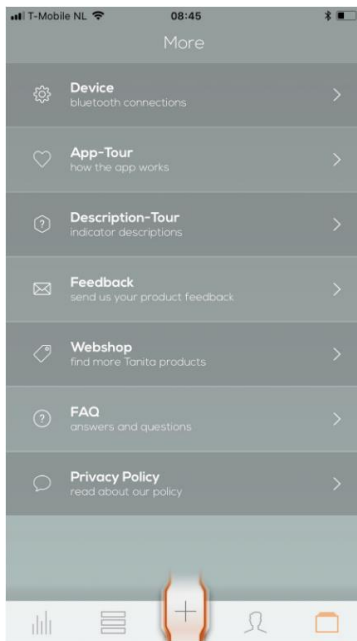 T-Mobile NL 08:45
More
Device
bluetooth connections
App-Tour
how the app works
Description-Tour
indicator descriptions
Feedback
send us your product feedback
Webshop
find more Tanita products
FAQ
answers and questions
Privacy Policy
read about our policy